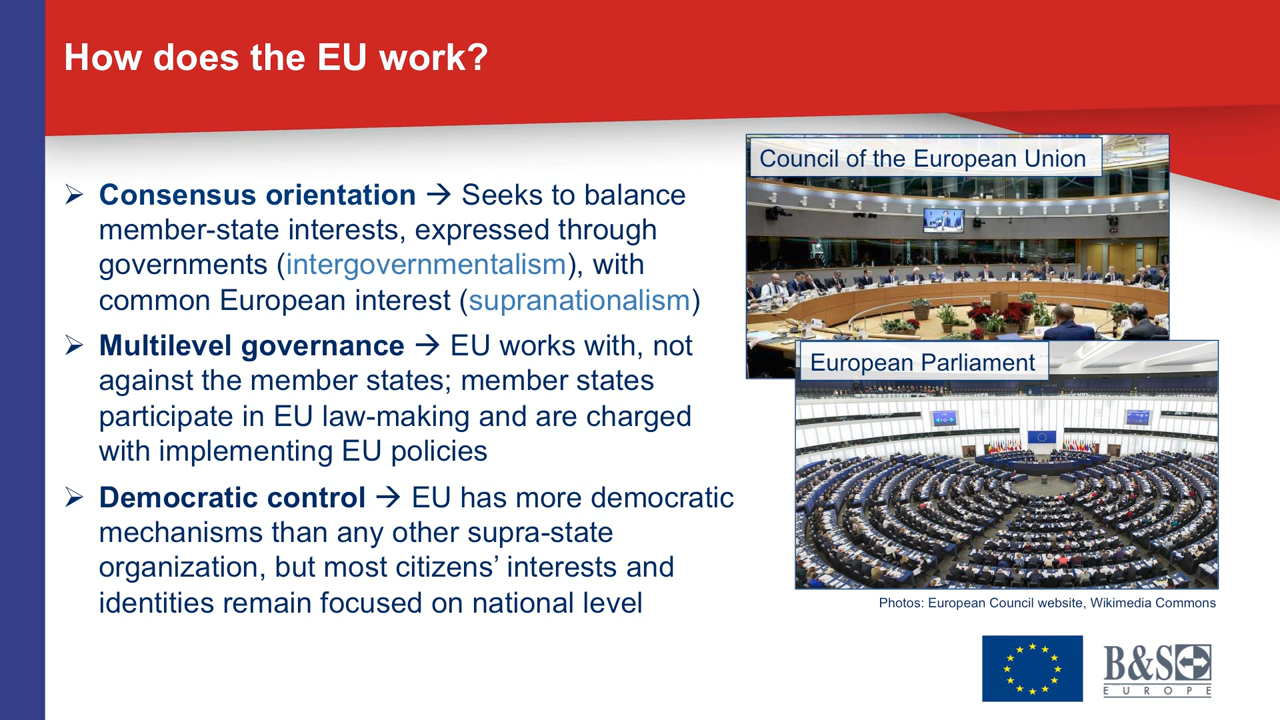 How does the EU work?
➢ Consensus orientation → Seeks to balance
member-state interests, expressed through
governments (intergovernmentalism), with
common European interest (supranationalism)
➢ Multilevel governance → EU works with, not
against the member states; member states
participate in EU law-making and are charged
with implementing EU policies
➢ Democratic control → EU has more democratic
mechanisms than any other supra-state
organization, but most citizens’ interests and
identities remain focused on national level
Council of the European Union
European Parliament
Photos: European Council website, Wikimedia Commons
B&S
EUROPE